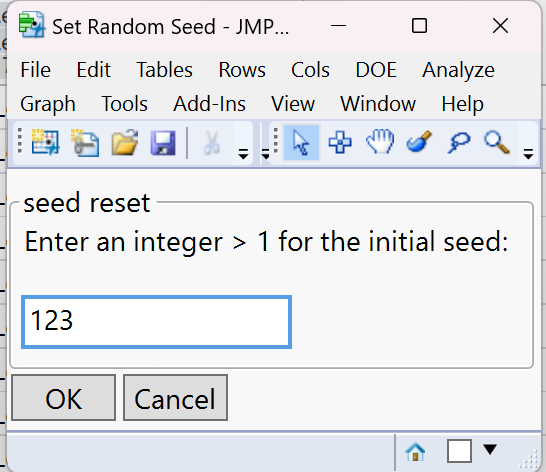 Set Random Seed - JMP...
File Edit Tables Rows Cols DOE Analyze
Graph Tools Add-Ins View Window Help
seed reset
Enter an integer > 1 for the initial seed:
123
OK Cancel